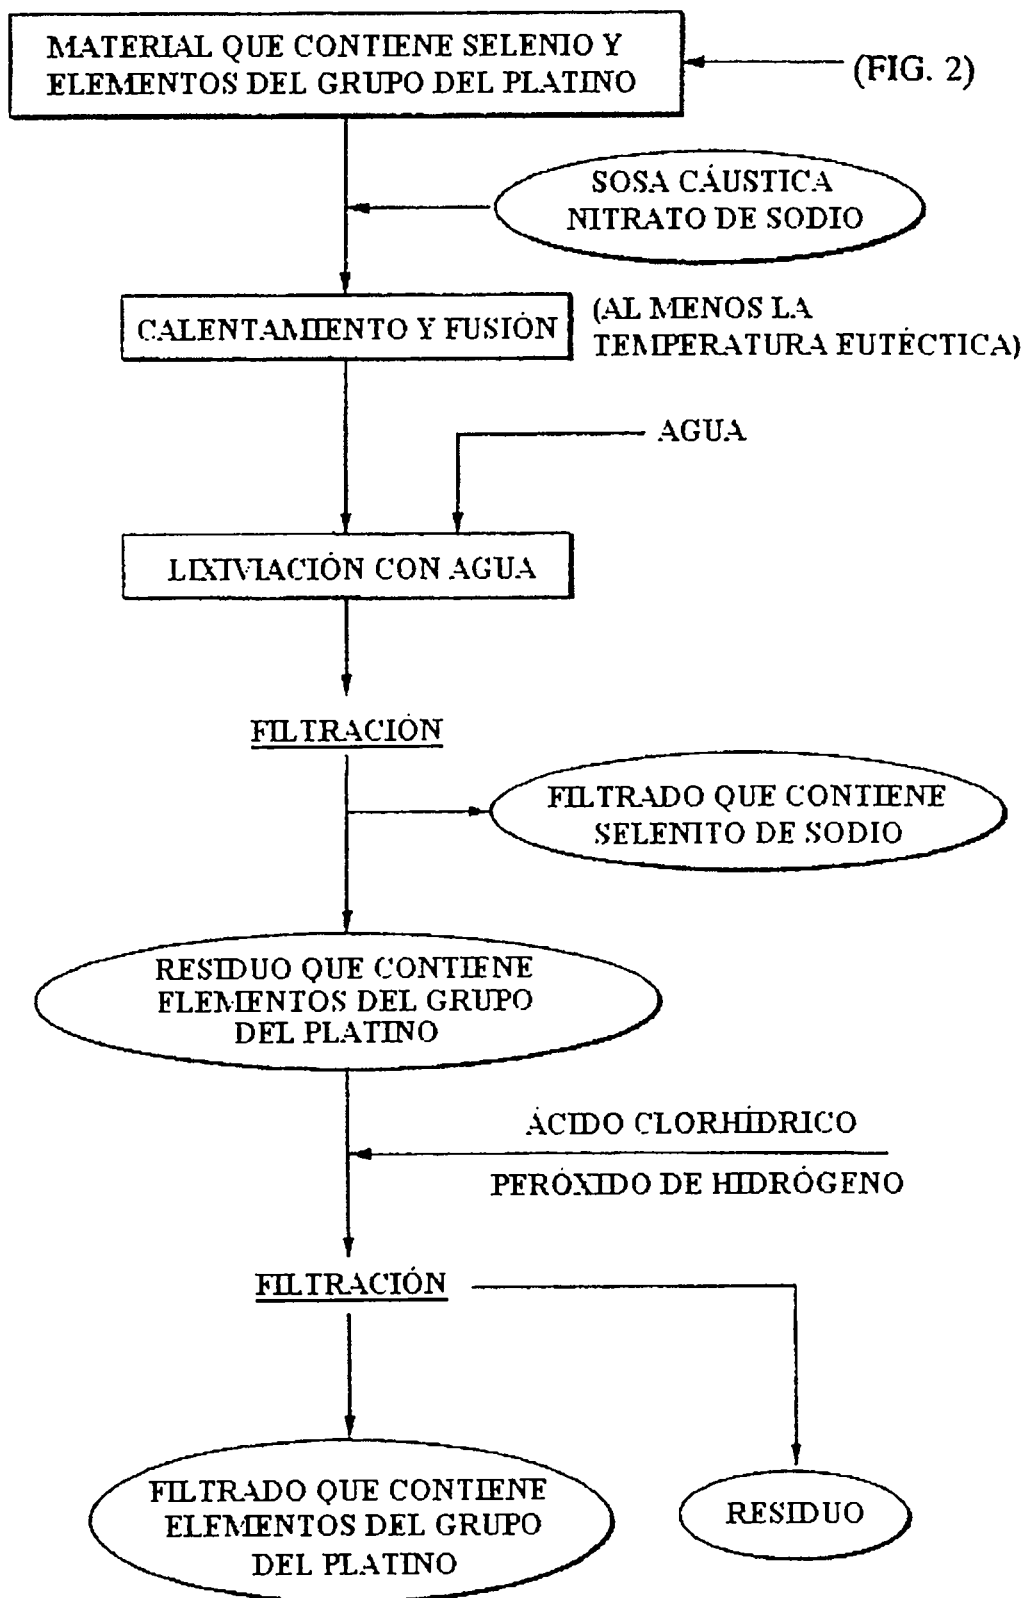 MATERIAL QUE CONTIENE SELENIO Y
ELEMENTOS DEL GRUPO DEL PLATINO
(FIG. 2)
SOSA CÁUSTICA
NITRATO DE SODIO
CALENTAMIENTO Y FUSIÓN
(AL MENOS LA
TEMPERATURA EUTÉCTICA)
AGUA
LIXIVIACIÓN CON AGUA
FILTRACIÓN
FILTRADO QUE CONTIENE
SELENITO DE SODIO
RESIDUO QUE CONTIENE
ELEMENTOS DEL GRUPO
DEL PLATINO
ÁCIDO CLORHÍDRICO
PERÓXIDO DE HIDRÓGENO
FILTRACIÓN
FILTRADO QUE CONTIENE
ELEMENTOS DEL GRUPO
DEL PLATINO
RESIDUO